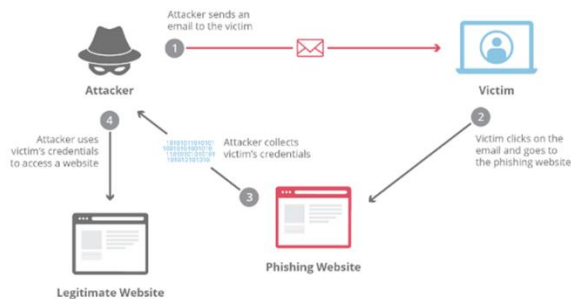 Attacker sends an
email to the victim
1
Attacker
Victim
4
2
Attacker uses
victim's credentials
to access a website
Attacker collects
victim's credentials
Victim clicks on the
email and goes to
the phishing website
3
Phishing Website
Legitimate Website